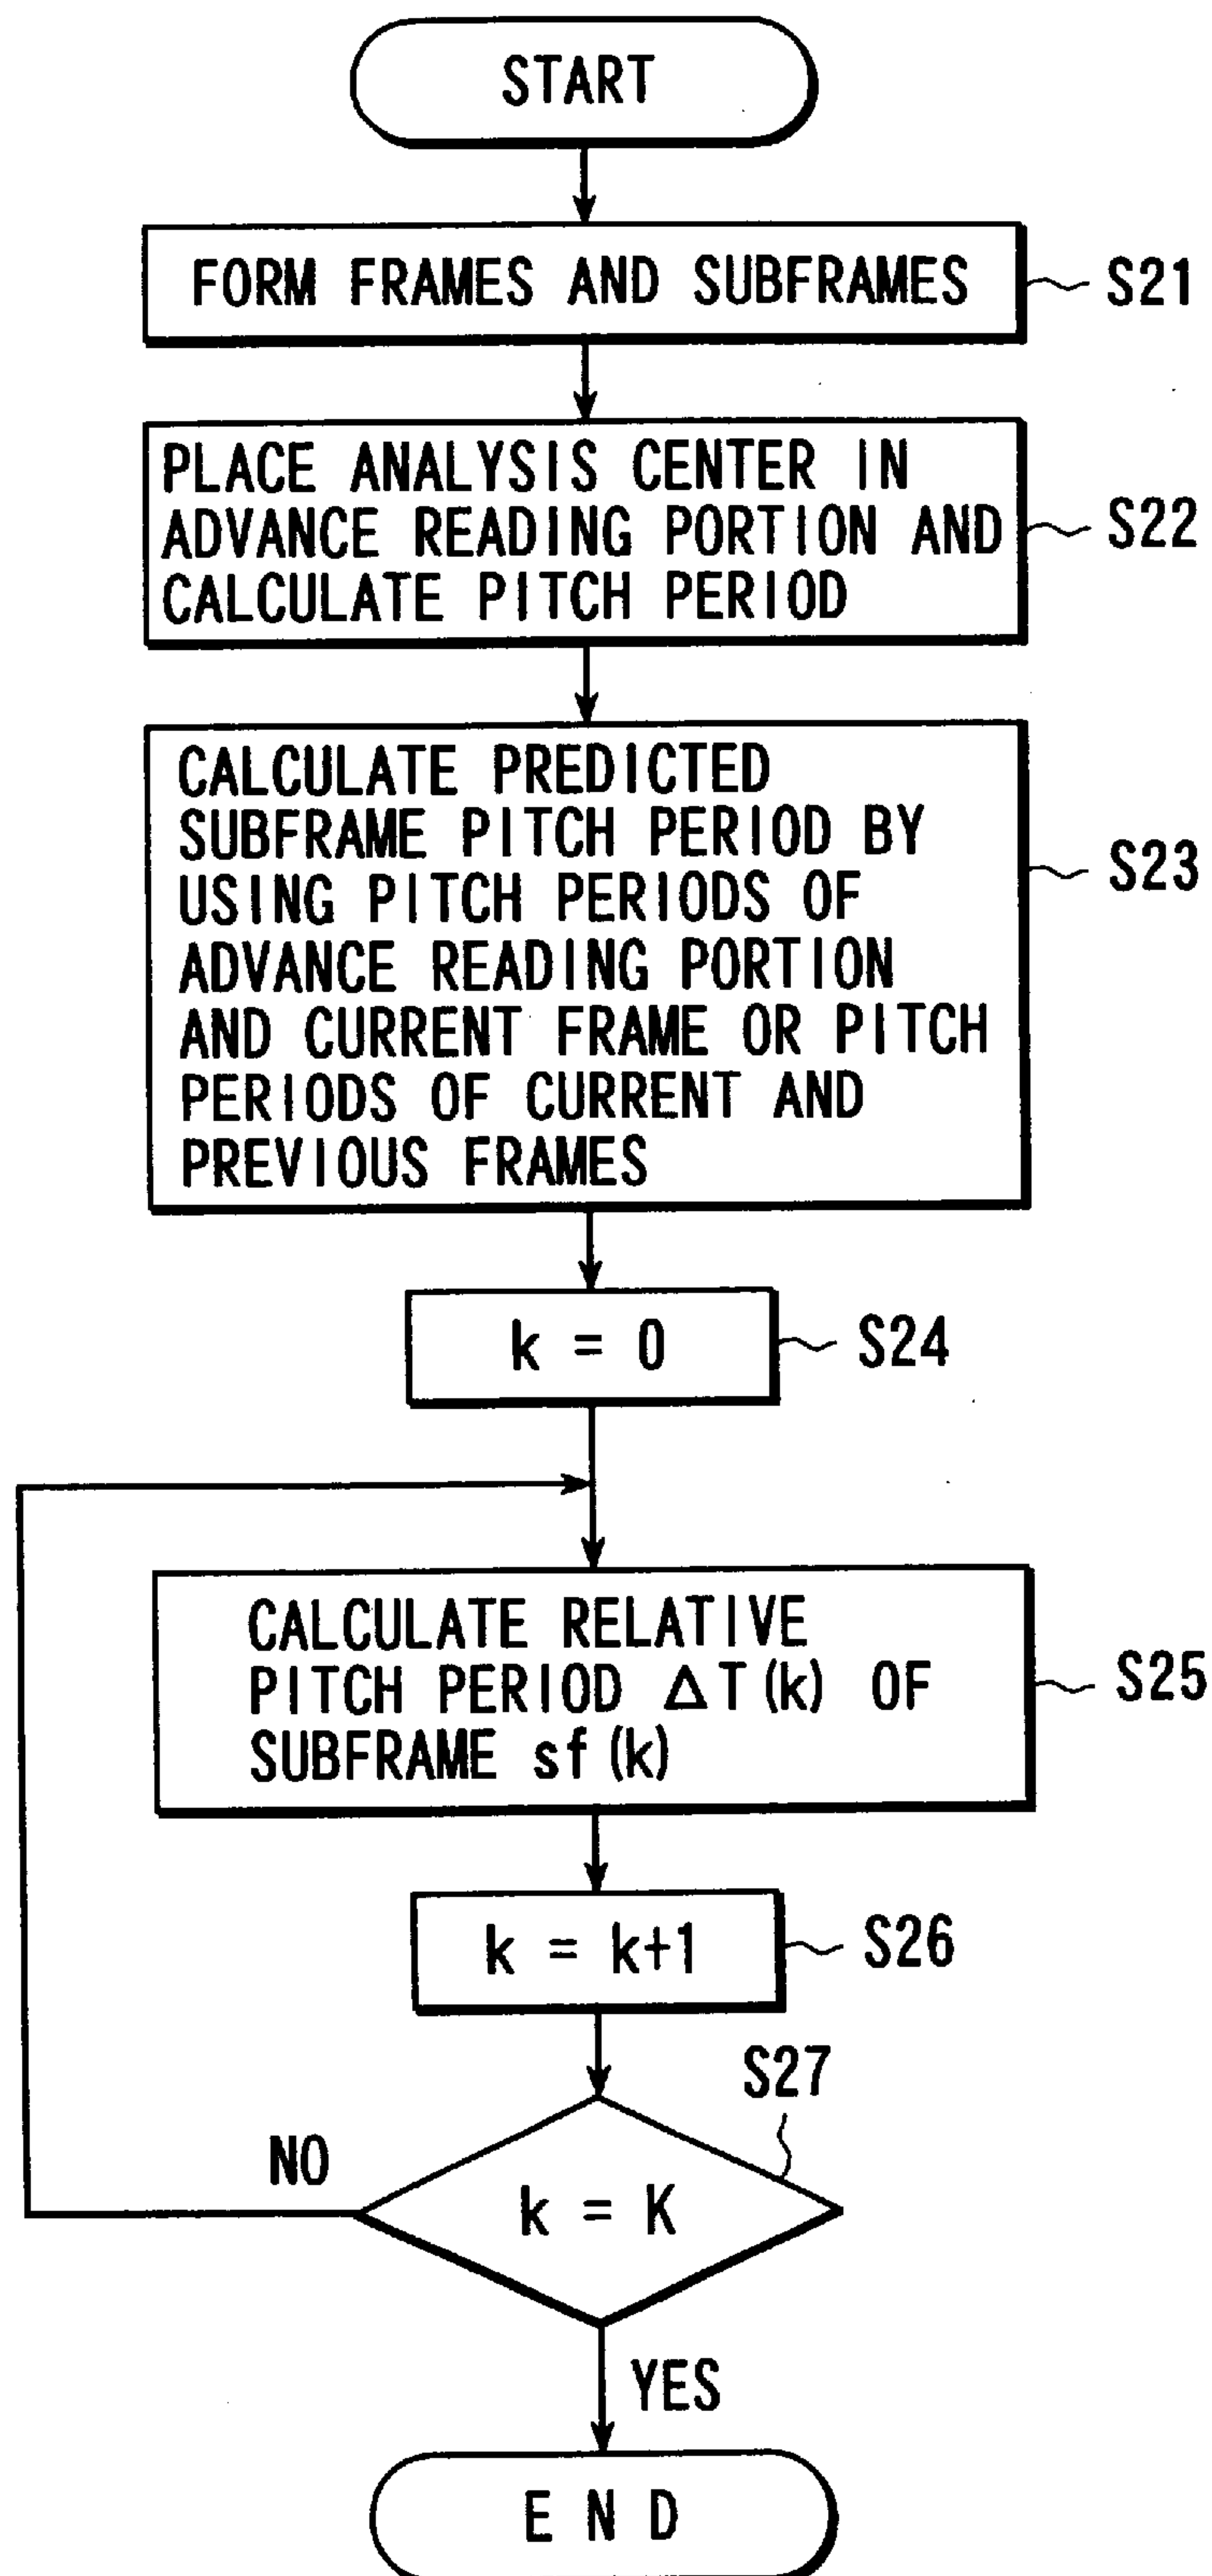 START
FORM FRAMES AND SUBFRAMES
S21
PLACE ANALYSIS CENTER IN
ADVANCE READING PORTION AND
CALCULATE PITCH PERIOD
S22
CALCULATE PREDICTED
SUBFRAME PITCH PERIOD BY
USING PITCH PERIODS OF
ADVANCE READING PORTION
AND CURRENT FRAME OR PITCH
PERIODS OF CURRENT AND
PREVIOUS FRAMES
S23
k = 0
S24
CALCULATE RELATIVE
PITCH PERIOD ΔT(k) OF
SUBFRAME sf(k)
S25
k = k+1
S26
S27
NO
k = K
YES
END